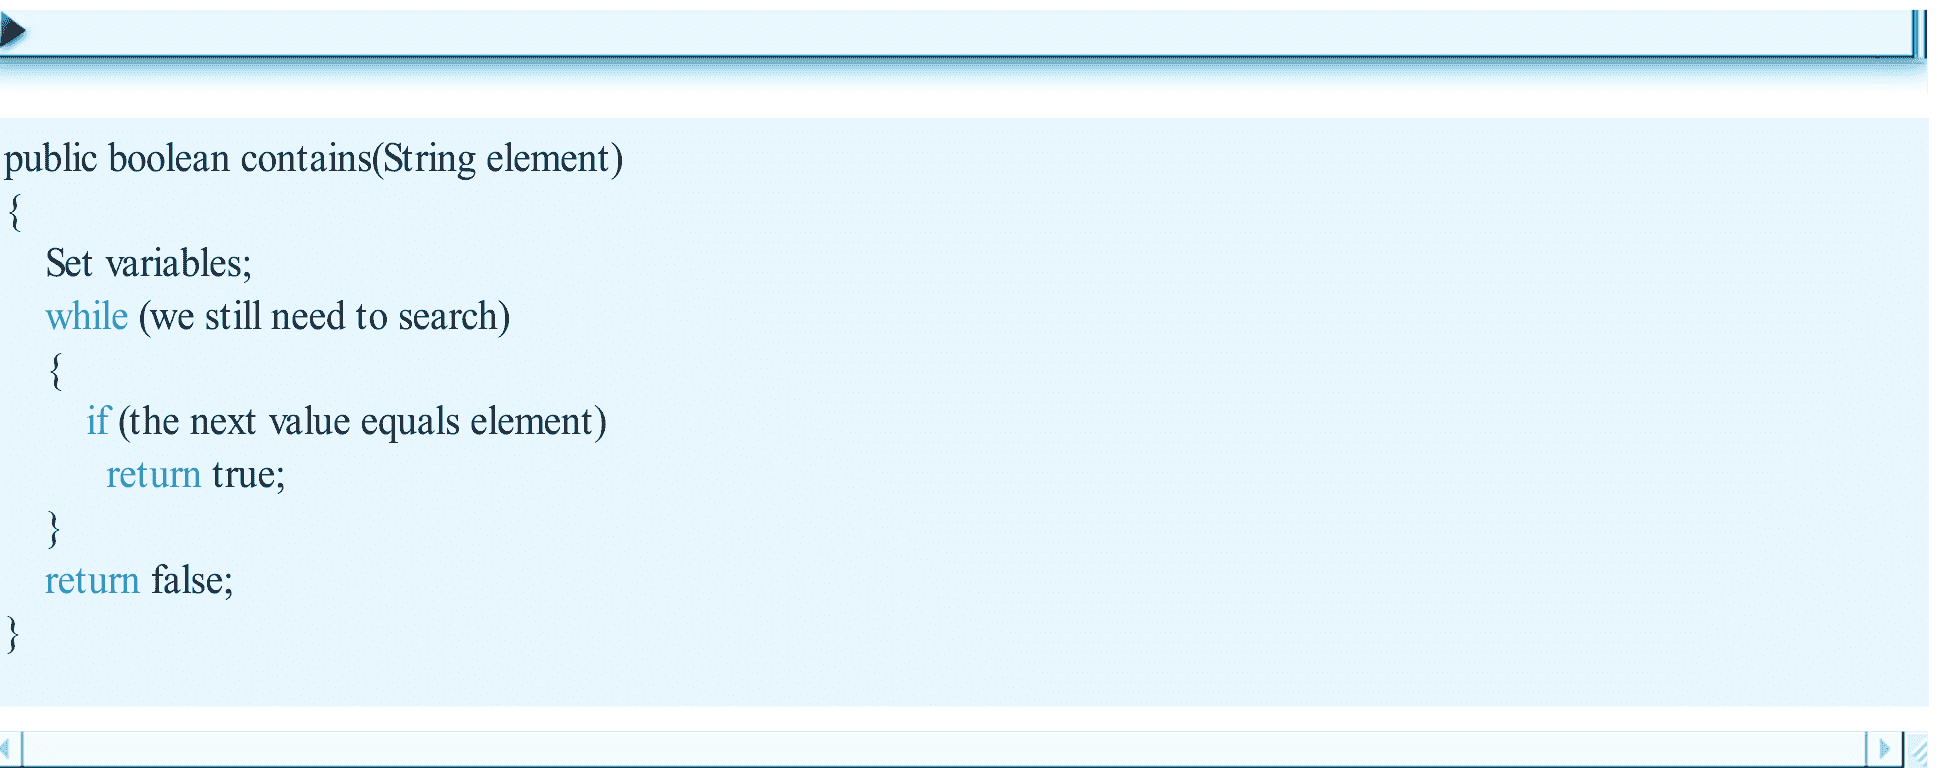 public boolean contains(String element)
{
Set variables;
while (we still need to search)
{
if (the next value equals element)
return true;
}
return false;
}